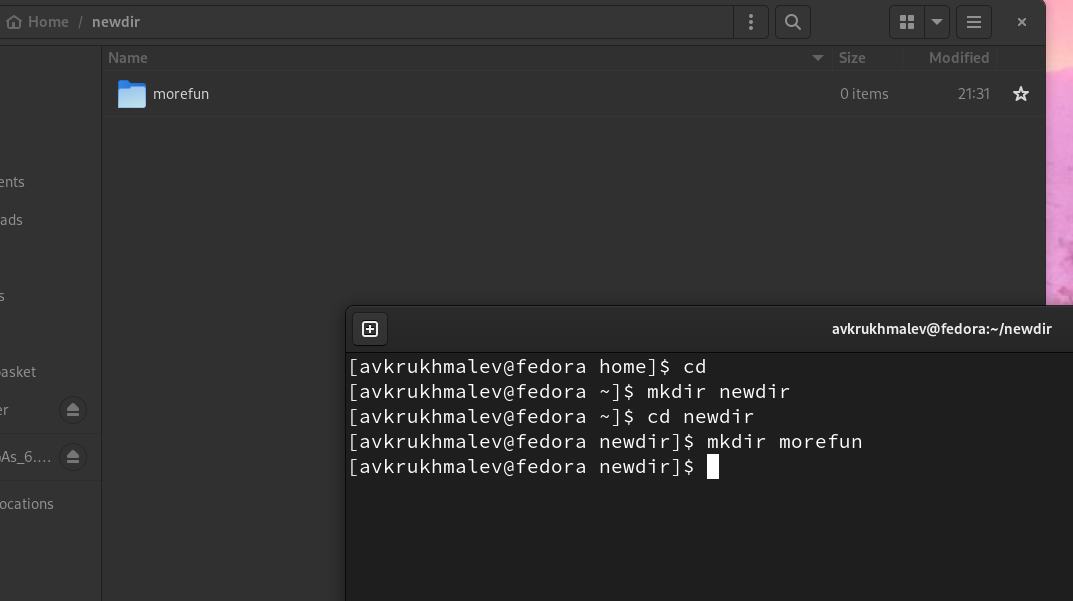 Home / newdir
Name Size Modified
morefun 0 items 21:31
ents
ads
s
asket
er
As_6....
ocations
avkrukhmalev@fedora:~/newdir
[avkrukhmalev@fedora home]$ cd
[avkrukhmalev@fedora ~]$ mkdir newdir
[avkrukhmalev@fedora ~]$ cd newdir
[avkrukhmalev@fedora newdir]$ mkdir morefun
[avkrukhmalev@fedora newdir]$